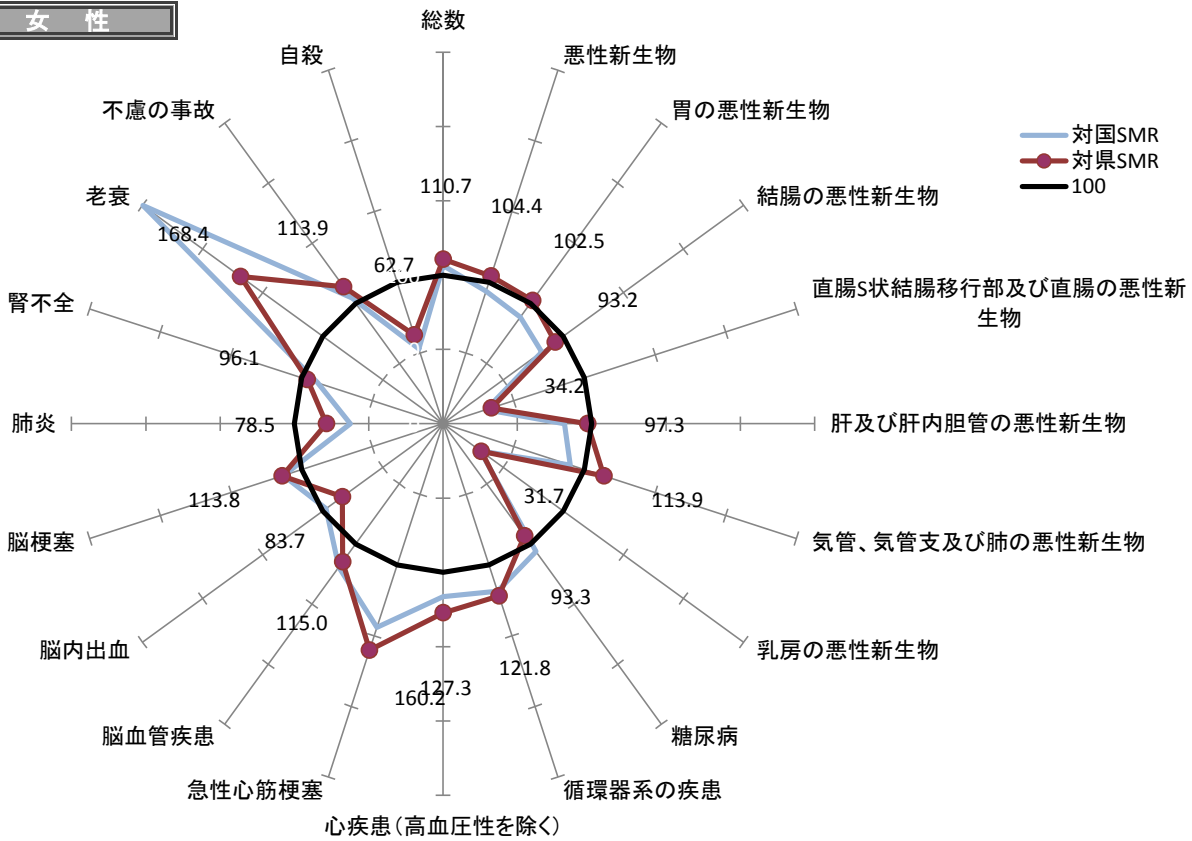 女 性
総数
自殺
悪性新生物
不慮の事故
胃の悪性新生物
対国SMR
対県SMR
100
老衰
結腸の悪性新生物
110.7
104.4
168.4
113.9
102.5
62.7
100
93.2
腎不全
直腸S状結腸移行部及び直腸の悪性新
生物
96.1
34.2
肺炎
78.5
97.3
肝及び肝内胆管の悪性新生物
113.8
31.7
113.9
脳梗塞
気管、気管支及び肺の悪性新生物
83.7
93.3
115.0
脳内出血
乳房の悪性新生物
121.8
160.2
127.3
脳血管疾患
糖尿病
急性心筋梗塞
循環器系の疾患
心疾患(高血圧性を除く)